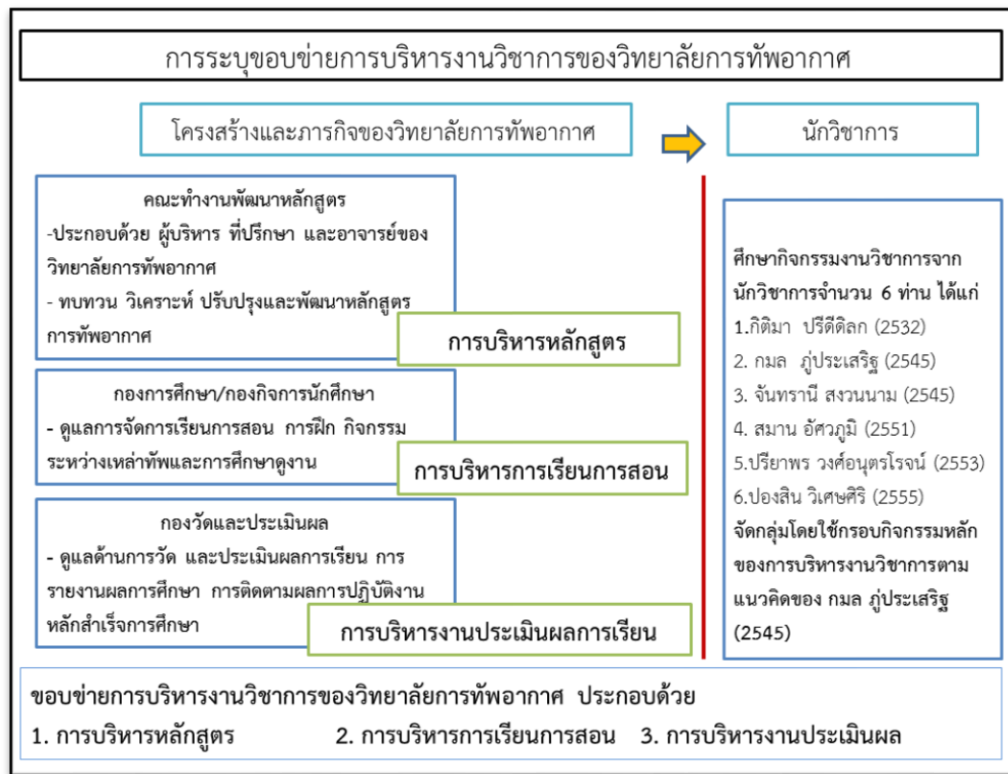 การระบุขอบข่ายการบริหารงานวิชาการของวิทยาลัยการทัพอากาศ
โครงสร้างและภารกิจของวิทยาลัยการทัพอากาศ
นักวิชาการ
คณะทำงานพัฒนาหลักสูตร
-ประกอบด้วย ผู้บริหาร ที่ปรึกษา และอาจารย์ของ
วิทยาลัยการทัพอากาศ
- ทบทวน วิเคราะห์ ปรับปรุงและพัฒนาหลักสูตร
การทัพอากาศ
การบริหารหลักสูตร
กองการศึกษา/กองกิจการนักศึกษา
- ดูแลการจัดการเรียนการสอน การฝึก กิจกรรม
ระหว่างเหล่าทัพและการศึกษาดูงาน
การบริหารการเรียนการสอน
กองวัดและประเมินผล
- ดูแลด้านการวัด และประเมินผลการเรียน การ
รายงานผลการศึกษา การติดตามผลการปฏิบัติงาน
หลักสำเร็จการศึกษา
การบริหารงานประเมินผลการเรียน
ศึกษากิจกรรมงานวิชาการจาก
นักวิชาการจำนวน 6 ท่าน ได้แก่
1.กิติมา ปรีดีดิลก (2532)
2. กมล ภู่ประเสริฐ (2545)
3. จันทรานี สงวนนาม (2545)
4. สมาน อัศวภูมิ (2551)
5.ปรียาพร วงศ์อนุตรโรจน์ (2553)
6.ปองสิน วิเศษศิริ (2555)
จัดกลุ่มโดยใช้กรอบกิจกรรมหลัก
ของการบริหารงานวิชาการตาม
แนวคิดของ กมล ภู่ประเสริฐ
(2545)
ขอบข่ายการบริหารงานวิชาการของวิทยาลัยการทัพอากาศ ประกอบด้วย
1. การบริหารหลักสูตร 2. การบริหารการเรียนการสอน 3. การบริหารงานประเมินผล